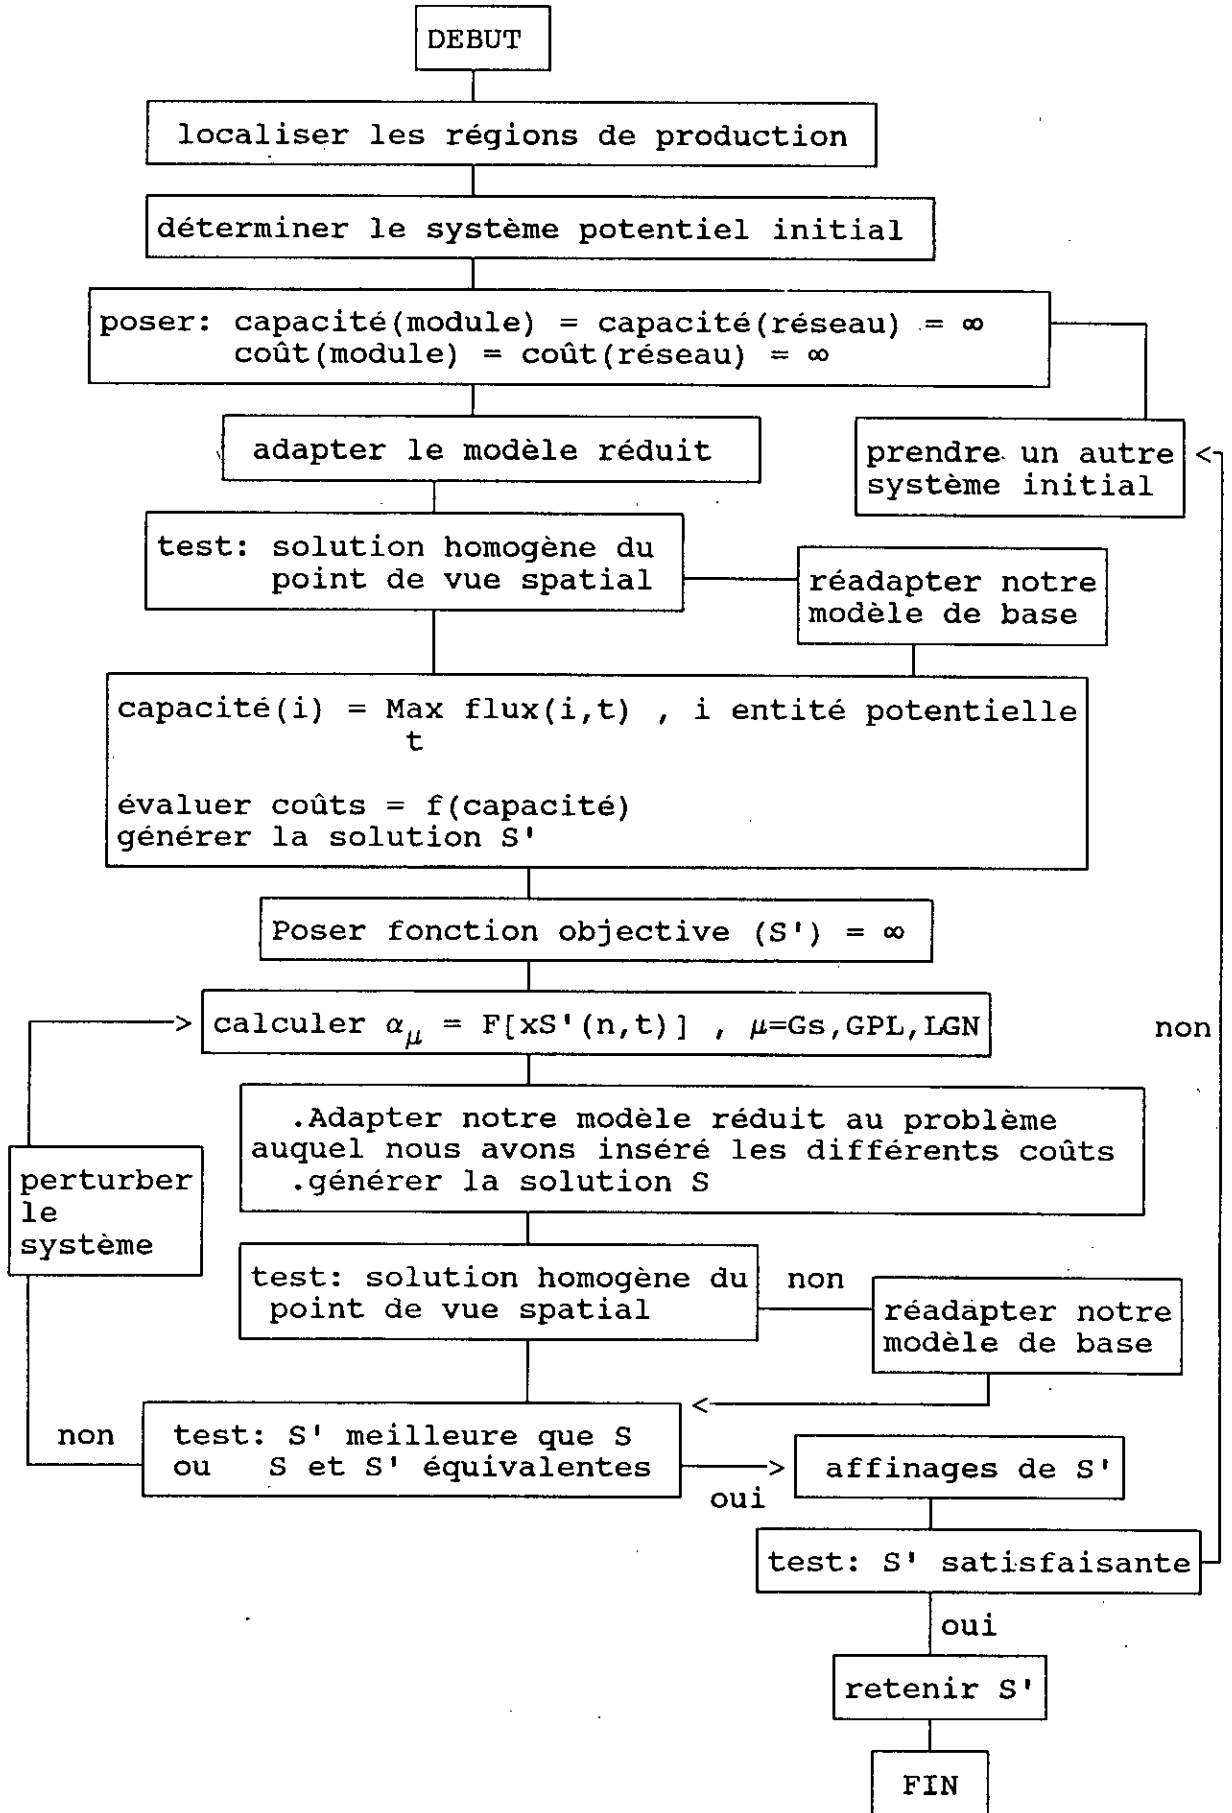 DEBUT
localiser les régions de production
déterminer le système potentiel initial
poser: capacité(module) = capacité(réseau) = ∞
coût(module) = coût(réseau) = ∞
adapter le modèle réduit
prendre un autre
système initial
test: solution homogène du
point de vue spatial
réadapter notre
modèle de base
capacité(i) = Max flux(i,t) , i entité potentielle
t
évaluer coûts = f(capacité)
générer la solution S'
Poser fonction objective (S') = ∞
calculer α_μ = F[xS'(n,t)] , μ=Gs,GPL,LGN
non
.Adapter notre modèle réduit au problème
auquel nous avons inséré les différents coûts
.générer la solution S
perturber
le
système
test: solution homogène du
point de vue spatial
non
réadapter notre
modèle de base
non
test: S' meilleure que S
ou S et S' équivalentes
oui
affinages de S'
test: S' satisfaisante
oui
retenir S'
FIN